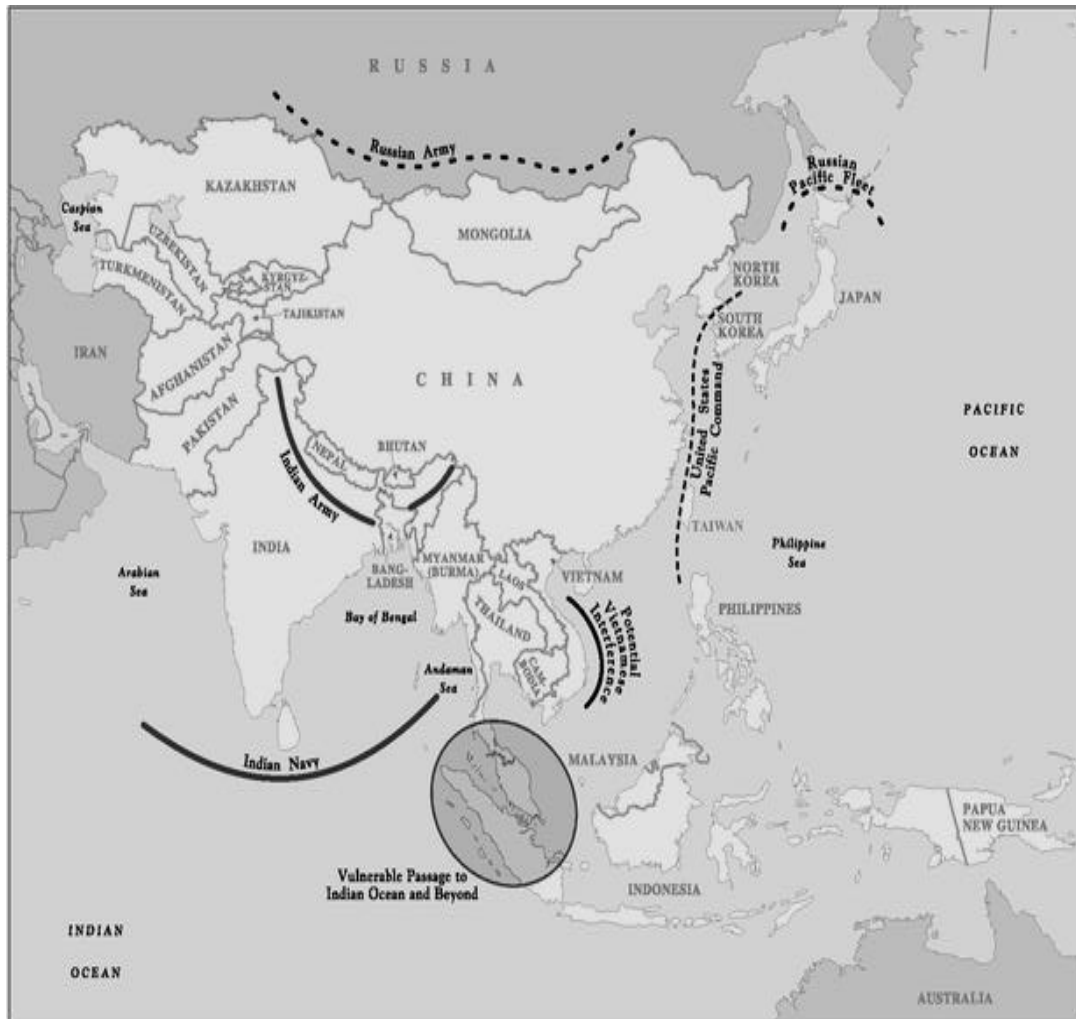 RUSSIA
Russian Army
Russian
Pacific Fleet
KAZAKHSTAN
Caspian
Sea
MONGOLIA
UZBEKISTAN
TURKMENISTAN
KYRGYZ-
STAN
TAJIKISTAN
NORTH
KOREA
SOUTH
KOREA
JAPAN
IRAN
AFGHANISTAN
PAKISTAN
CHINA
United States
Pacific Command
PACIFIC
OCEAN
NEPAL
BHUTAN
Indian Army
INDIA
BANG-
LADESH
MYANMAR
(BURMA)
LAOS
VIETNAM
TAIWAN
Philippine
Sea
Arabian
Sea
Bay of Bengal
THAILAND
CAM-
BODIA
Potential
Vietnamese
Interference
PHILIPPINES
Andaman
Sea
Indian Navy
MALAYSIA
PAPUA
NEW GUINEA
Vulnerable Passage to
Indian Ocean and Beyond
INDONESIA
INDIAN
OCEAN
AUSTRALIA